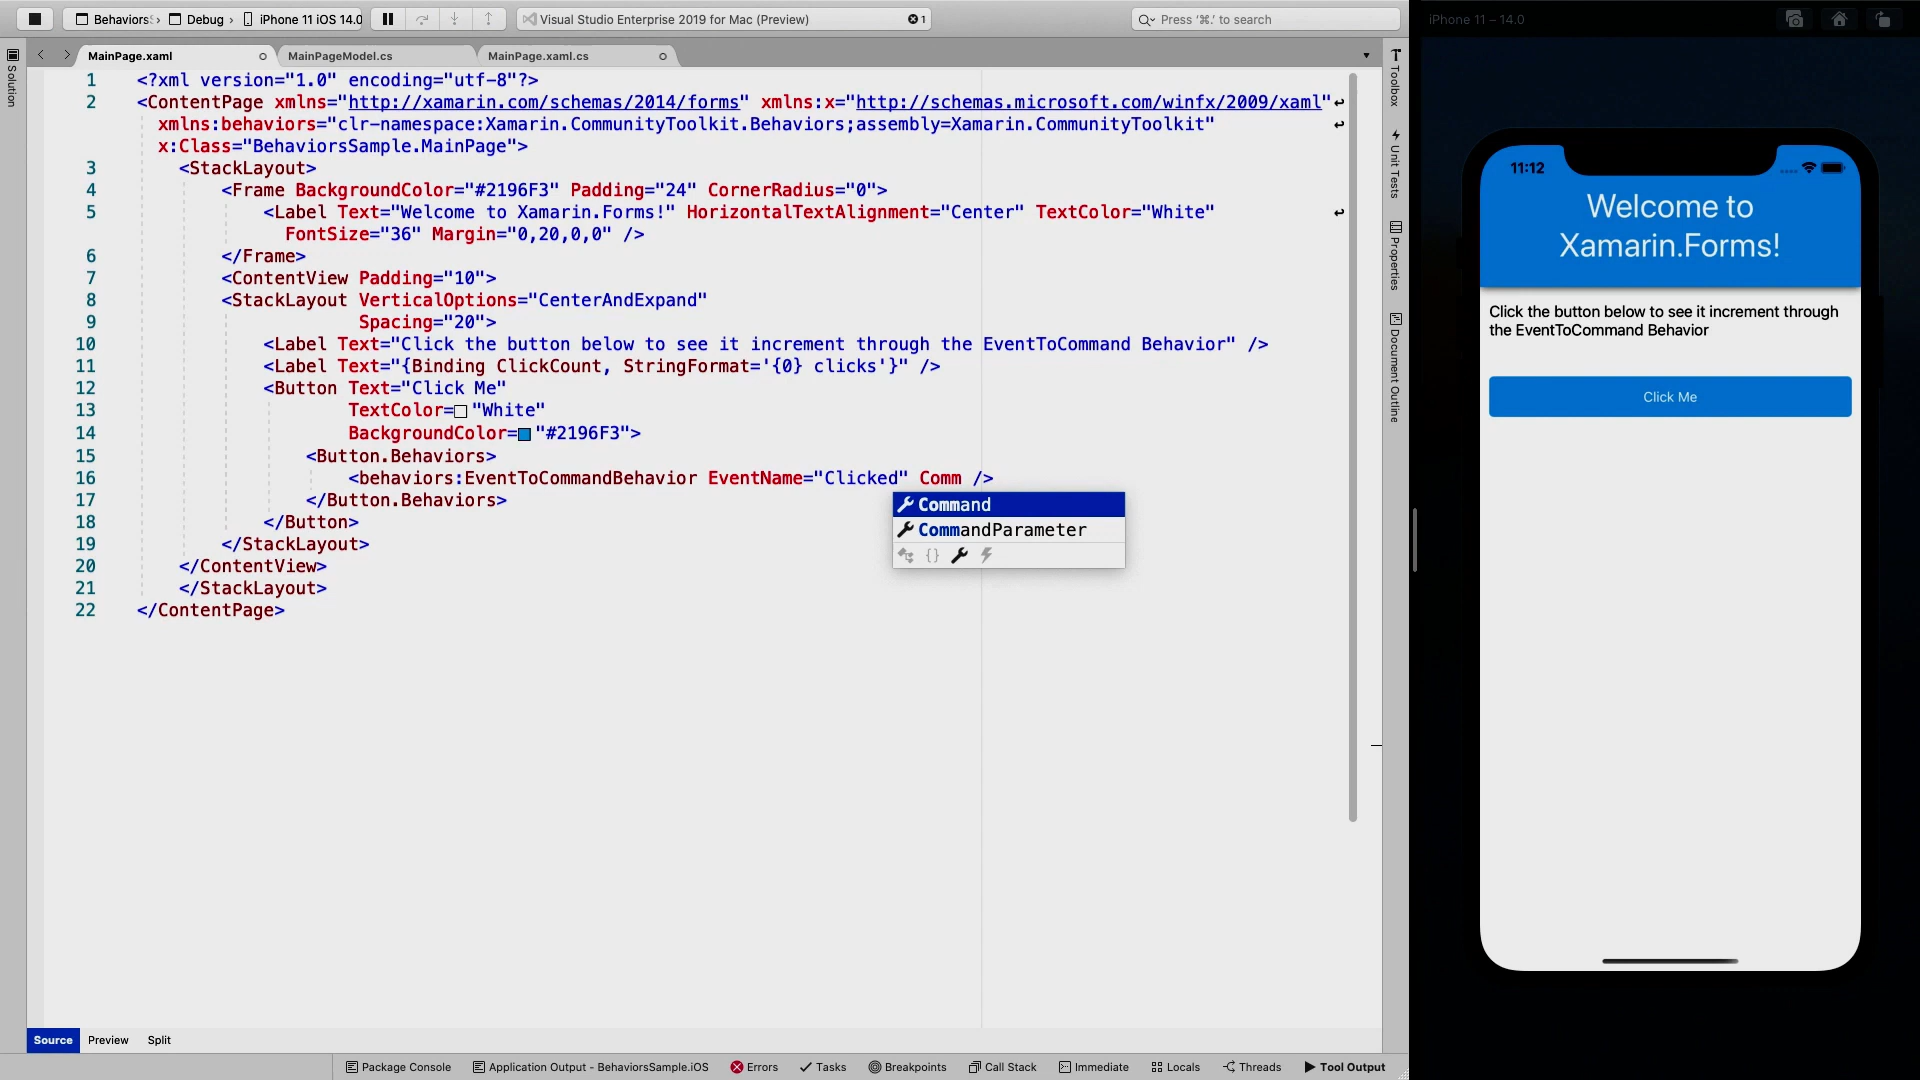 Behaviors
Debug
iPhone 11 iOS 14.0
Visual Studio Enterprise 2019 for Mac (Preview)
1
Press '⌘.' to search
iPhone 11 – 14.0
Solution
MainPage.xaml
MainPageModel.cs
MainPage.xaml.cs
1 <?xml version="1.0" encoding="utf-8"?>
2 <ContentPage xmlns="http://xamarin.com/schemas/2014/forms" xmlns:x="http://schemas.microsoft.com/winfx/2009/xaml"
xmlns:behaviors="clr-namespace:Xamarin.CommunityToolkit.Behaviors;assembly=Xamarin.CommunityToolkit"
x:Class="BehaviorsSample.MainPage">
3 <StackLayout>
4 <Frame BackgroundColor="#2196F3" Padding="24" CornerRadius="0">
5 <Label Text="Welcome to Xamarin.Forms!" HorizontalTextAlignment="Center" TextColor="White"
FontSize="36" Margin="0,20,0,0" />
6 </Frame>
7 <ContentView Padding="10">
8 <StackLayout VerticalOptions="CenterAndExpand"
9 Spacing="20">
10 <Label Text="Click the button below to see it increment through the EventToCommand Behavior" />
11 <Label Text="{Binding ClickCount, StringFormat='{0} clicks'}" />
12 <Button Text="Click Me"
13 TextColor="White"
14 BackgroundColor="#2196F3">
15 <Button.Behaviors>
16 <behaviors:EventToCommandBehavior EventName="Clicked" Comm />
17 </Button.Behaviors>
18 </Button>
19 </StackLayout>
20 </ContentView>
21 </StackLayout>
22 </ContentPage>
Command
CommandParameter
{}
Toolbox
Unit Tests
Properties
Document Outline
11:12
Welcome to
Xamarin.Forms!
Click the button below to see it increment through
the EventToCommand Behavior
Click Me
Source
Preview
Split
Package Console
Application Output - BehaviorsSample.iOS
Errors
Tasks
Breakpoints
Call Stack
Immediate
Locals
Threads
Tool Output